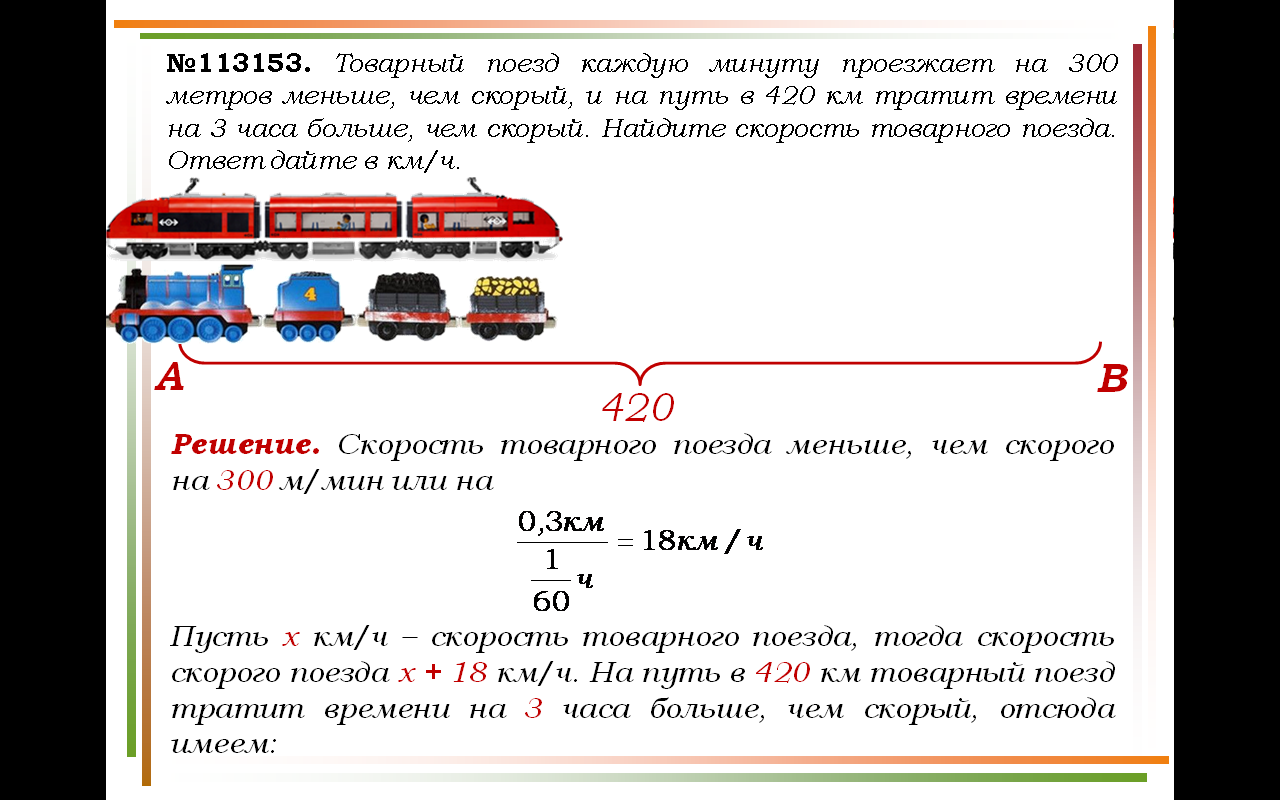 №113153. Товарный поезд каждую минуту проезжает на 300
метров меньше, чем скорый, и на путь в 420 км тратит времени
на 3 часа больше, чем скорый. Найдите скорость товарного поезда.
Ответ дайте в км/ч.
4
А В
420
Решение. Скорость товарного поезда меньше, чем скорого
на 300 м/мин или на
0,3км
= 18км / ч
1
60 ч
Пусть х км/ч – скорость товарного поезда, тогда скорость
скорого поезда х + 18 км/ч. На путь в 420 км товарный поезд
тратит времени на 3 часа больше, чем скорый, отсюда
имеем: